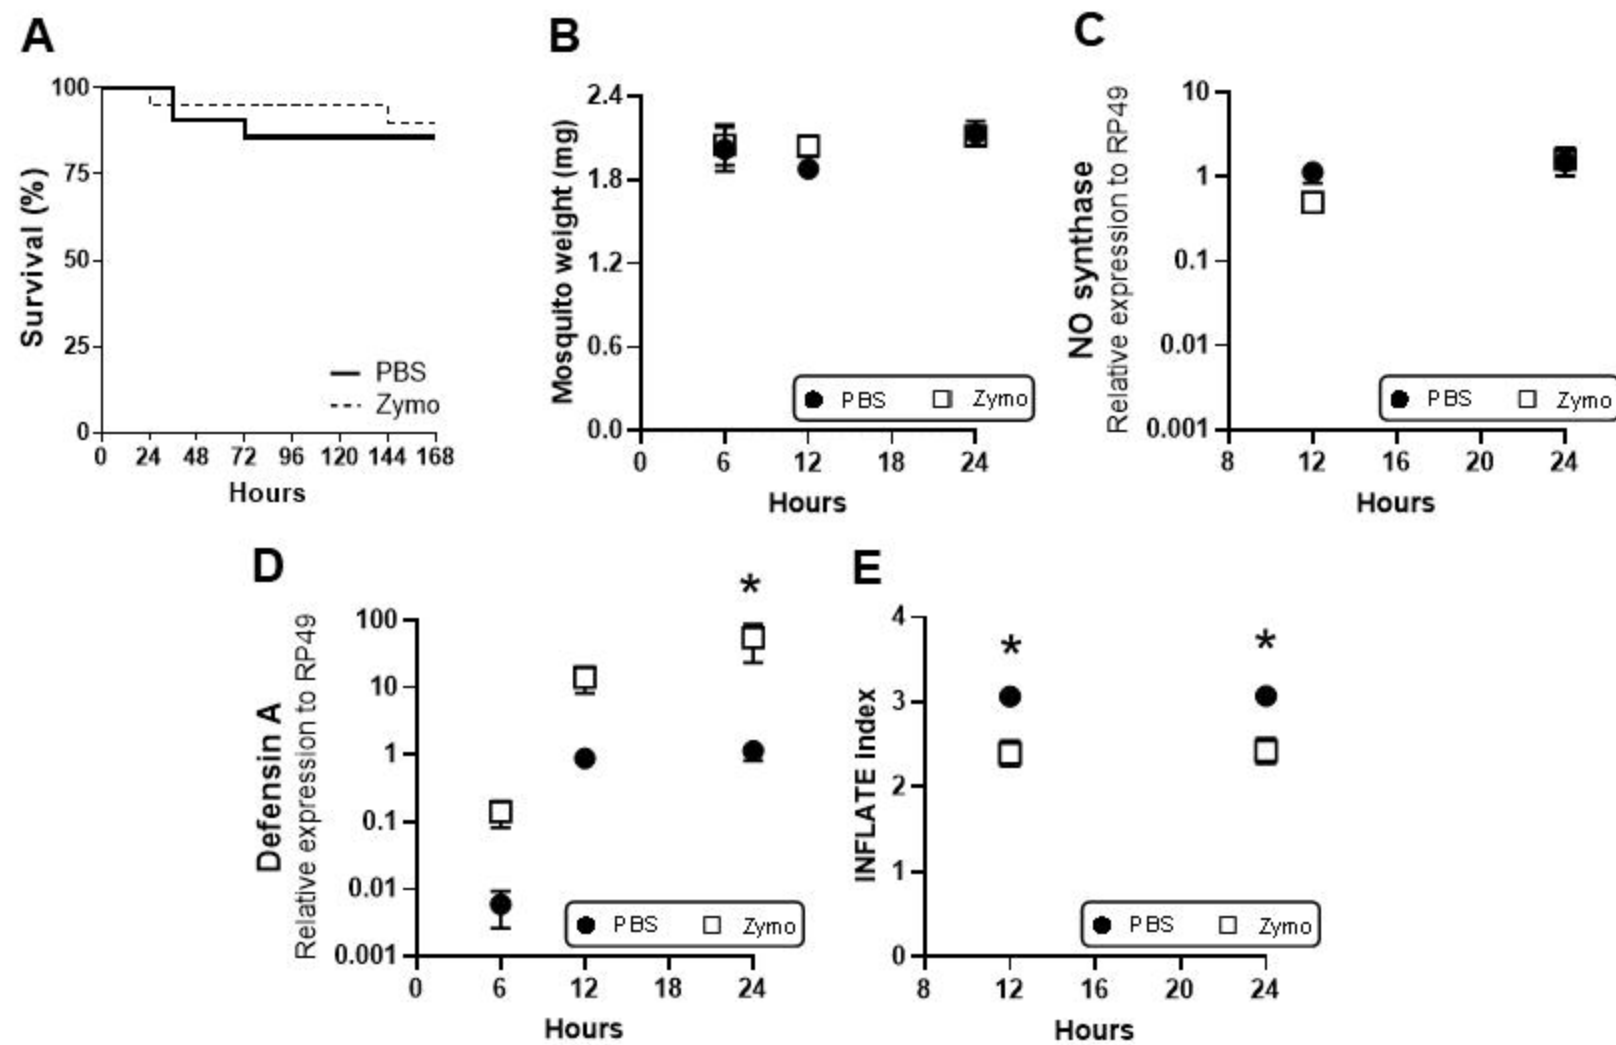 A
Survival (%)
100
75
50
25
0
PBS
Zymo
0 24 48 72 96 120 144 168
Hours
B
Mosquito weight (mg)
2.4
1.8
1.2
0.6
0.0
PBS Zymo
0 6 12 18 24
Hours
C
NO synthase
Relative expression to RP49
10
1
0.1
0.01
0.001
PBS Zymo
8 12 16 20 24
Hours
D
Defensin A
Relative expression to RP49
*
100
10
1
0.1
0.01
0.001
PBS Zymo
0 6 12 18 24
Hours
E
INFLATE index
* *
4
3
2
1
0
PBS Zymo
8 12 16 20 24
Hours